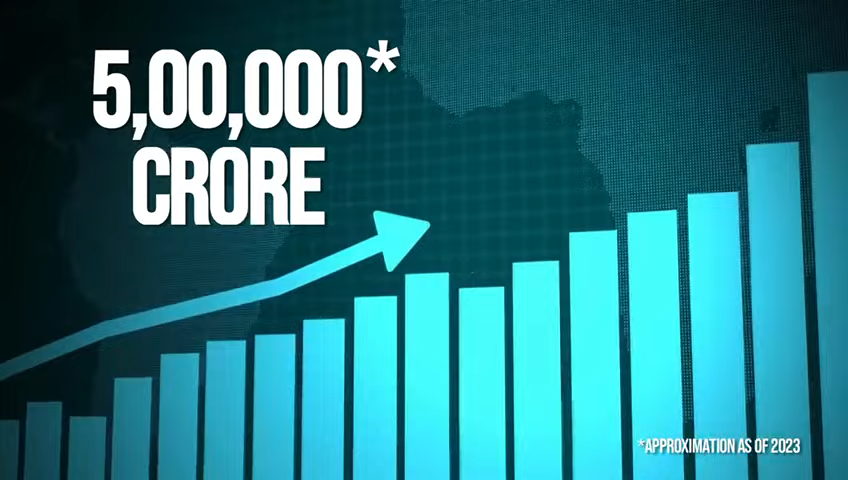 5,00,000*
CRORE
*APPROXIMATION AS OF 2023